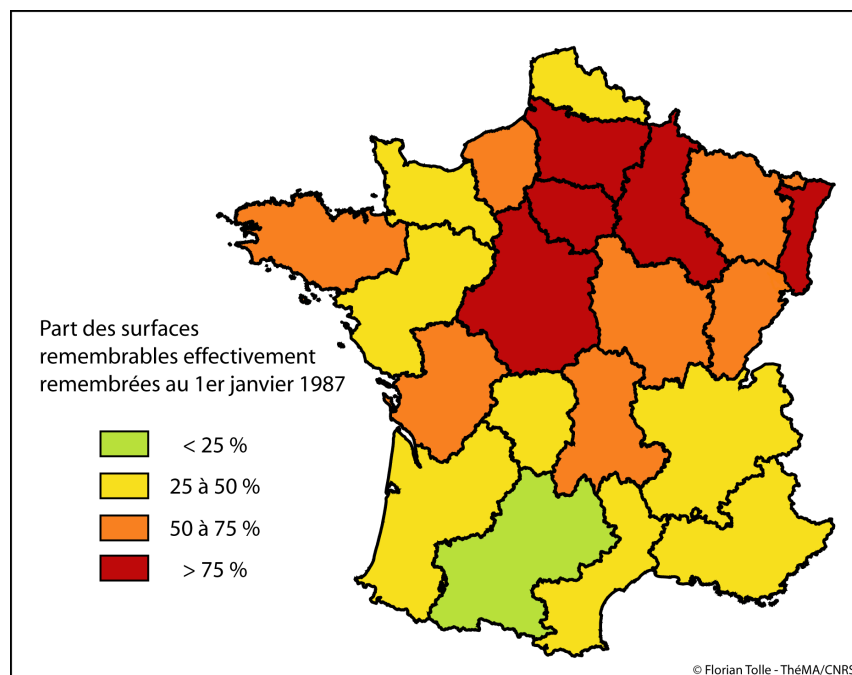 Part des surfaces
remembrables effectivement
remembrées au 1er janvier 1987
< 25 %
25 à 50 %
50 à 75 %
> 75 %
© Florian Tolle - ThéMA/CNRS